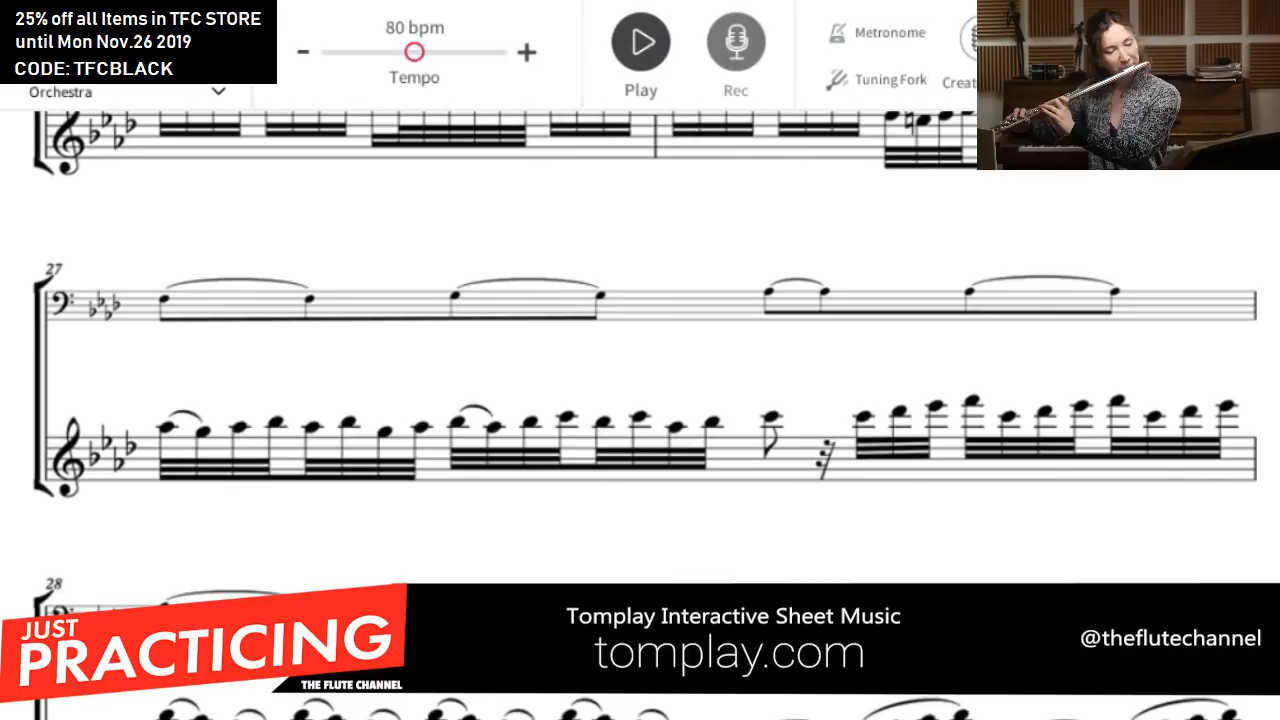 25% off all Items in TFC STORE
until Mon Nov.26 2019
CODE: TFCBLACK
Orchestra
80 bpm
Tempo
Play
Rec
Metronome
Tuning Fork
Creat
27
28
JUST
PRACTICING
THE FLUTE CHANNEL
Tomplay Interactive Sheet Music
tomplay.com
@theflutechannel